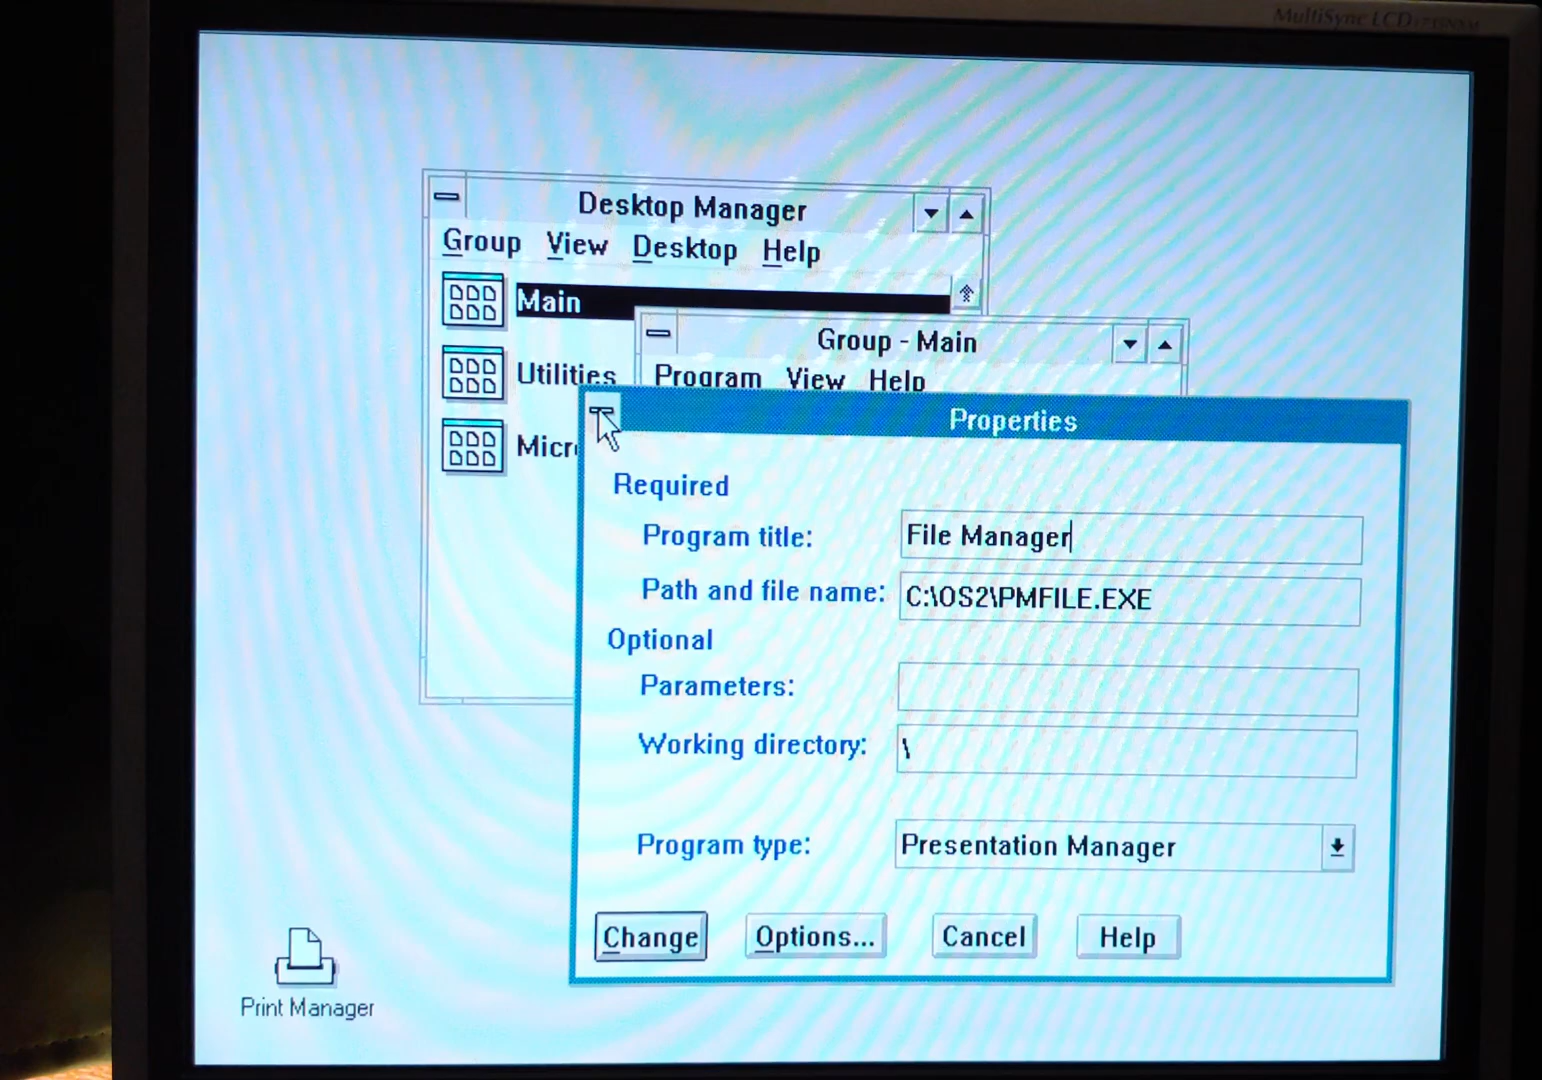 MultiSync LCD
Desktop Manager
Group View Desktop Help
Main
Group - Main
Utilities
Program View Help
Properties
Micr
Required
Program title: File Manager
Path and file name: C:\OS2\PMFILE.EXE
Optional
Parameters:
Working directory: \
Program type: Presentation Manager
Change Options... Cancel Help
Print Manager